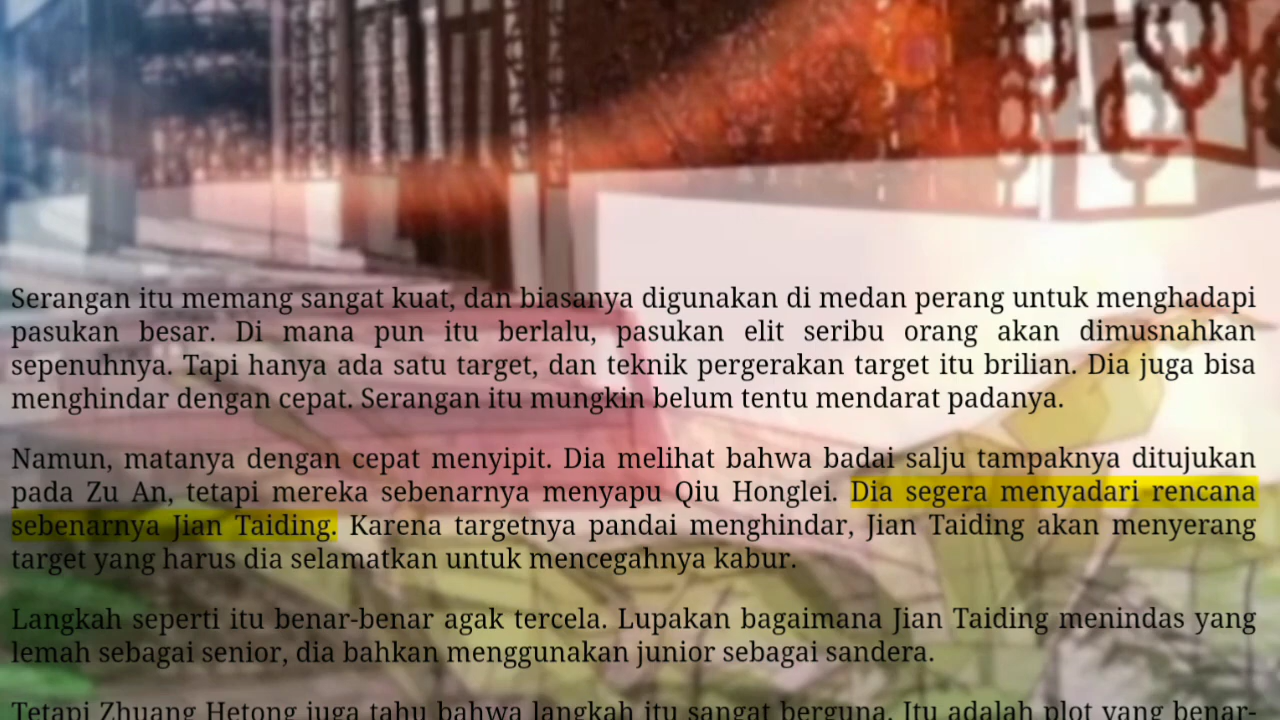 Serangan itu memang sangat kuat, dan biasanya digunakan di medan perang untuk menghadapi
pasukan besar. Di mana pun itu berlalu, pasukan elit seribu orang akan dimusnahkan
sepenuhnya. Tapi hanya ada satu target, dan teknik pergerakan target itu brilian. Dia juga bisa
menghindar dengan cepat. Serangan itu mungkin belum tentu mendarat padanya.
Namun, matanya dengan cepat menyipit. Dia melihat bahwa badai salju tampaknya ditujukan
pada Zu An, tetapi mereka sebenarnya menyapu Qiu Honglei. Dia segera menyadari rencana
sebenarnya Jian Taiding. Karena targetnya pandai menghindar, Jian Taiding akan menyerang
target yang harus dia selamatkan untuk mencegahnya kabur.
Langkah seperti itu benar-benar agak tercela. Lupakan bagaimana Jian Taiding menindas yang
lemah sebagai senior, dia bahkan menggunakan junior sebagai sandera.
Tetapi Zhuang Hetong juga tahu bahwa langkah itu sangat berguna. Itu adalah plot yang benar-